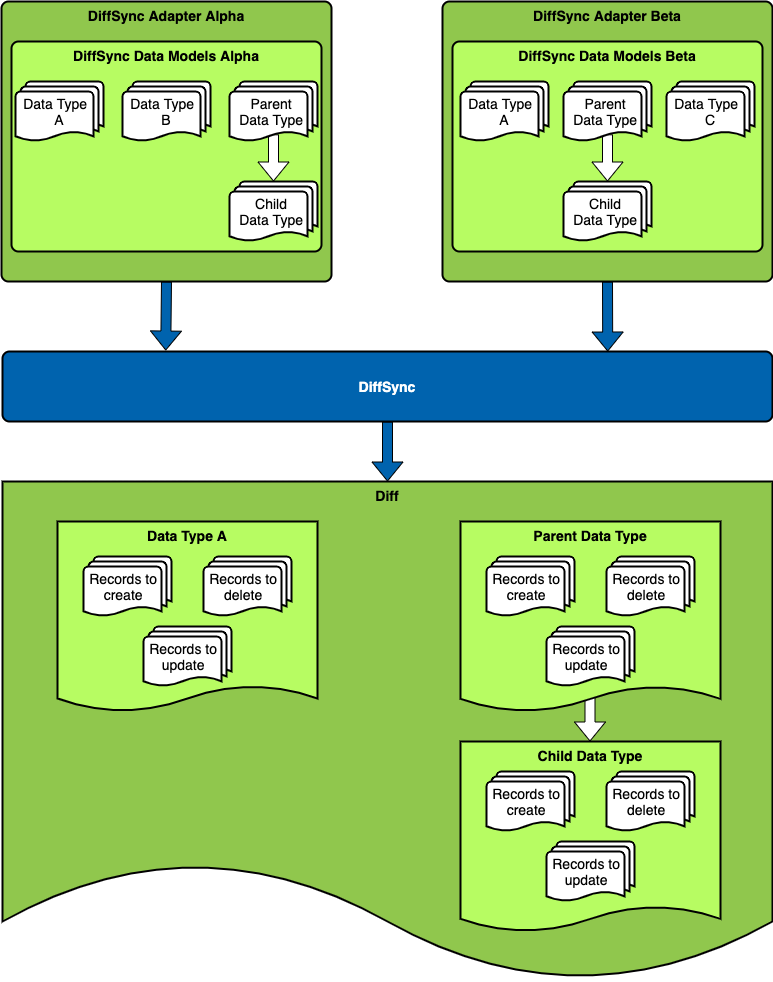 DiffSync Adapter Alpha
DiffSync Data Models Alpha
Data Type
A
Data Type
B
Parent
Data Type
Child
Data Type
DiffSync Adapter Beta
DiffSync Data Models Beta
Data Type
A
Parent
Data Type
Data Type
C
Child
Data Type
DiffSync
Diff
Data Type A
Records to
create
Records to
delete
Records to
update
Parent Data Type
Records to
create
Records to
delete
Records to
update
Child Data Type
Records to
create
Records to
delete
Records to
update